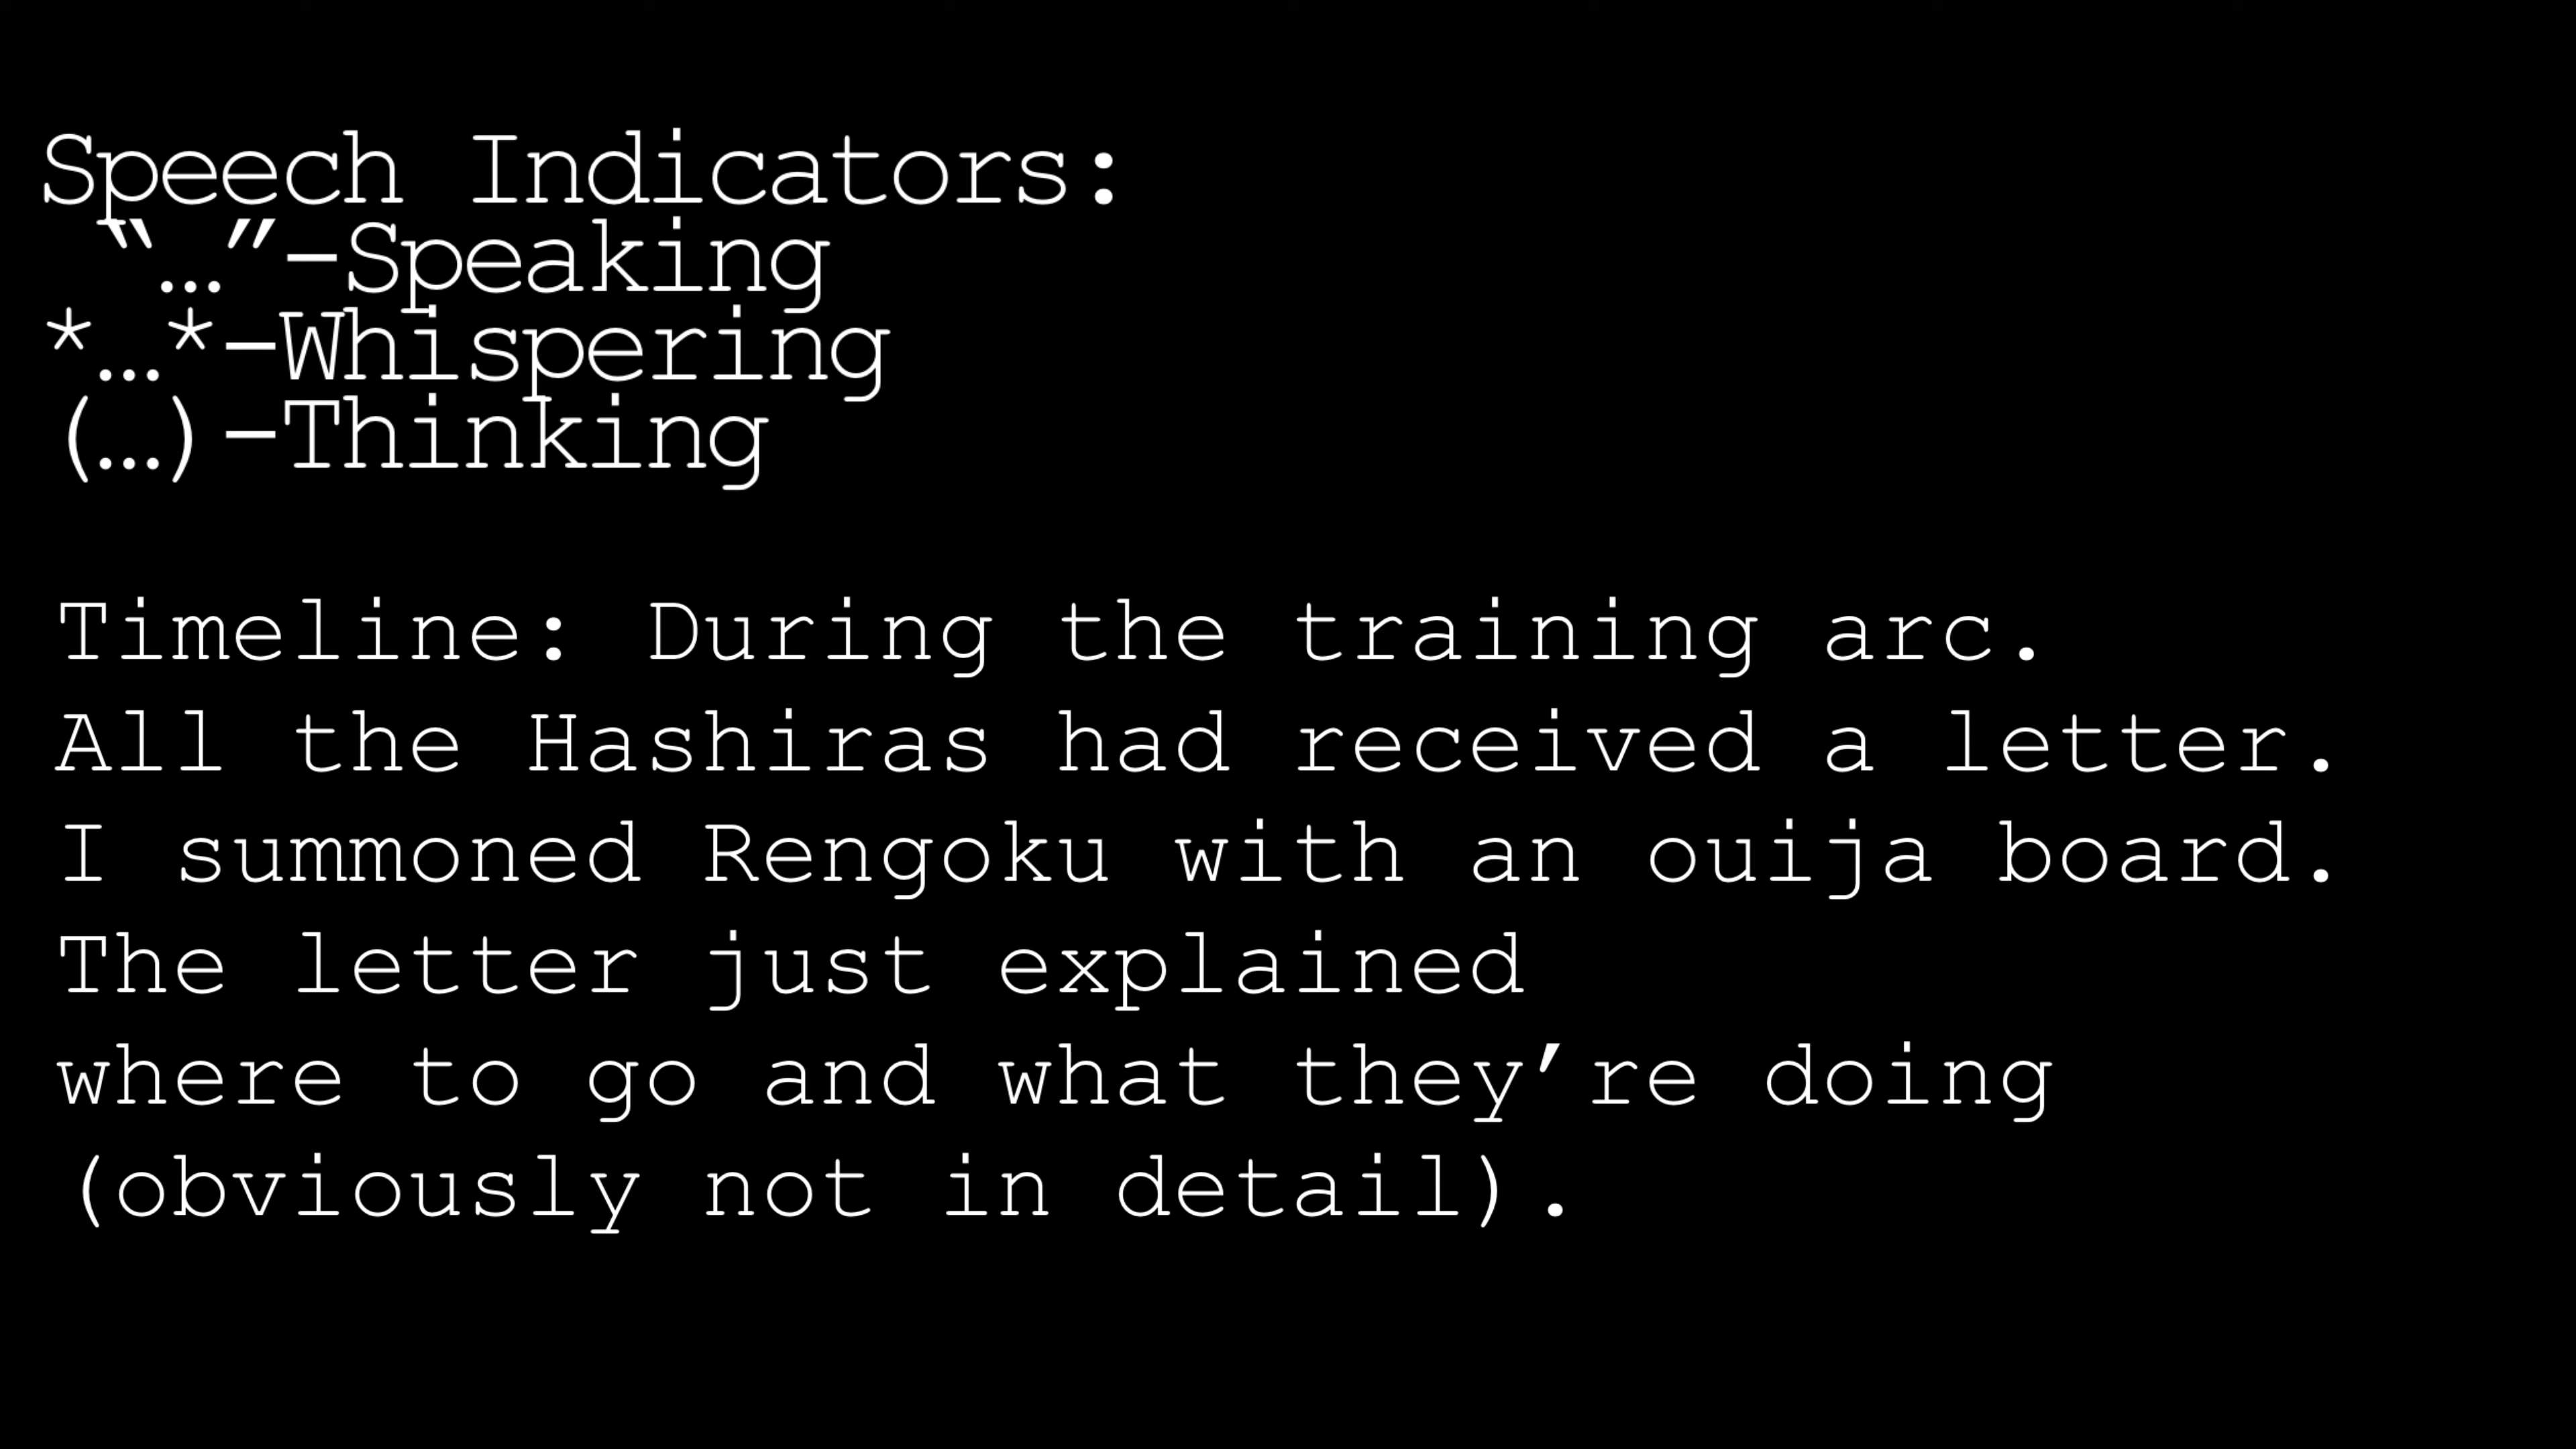 Speech Indicators:
“…”-Speaking
*…*-Whispering
(…)-Thinking
Timeline: During the training arc.
All the Hashiras had received a letter.
I summoned Rengoku with an ouija board.
The letter just explained
where to go and what they’re doing
(obviously not in detail).